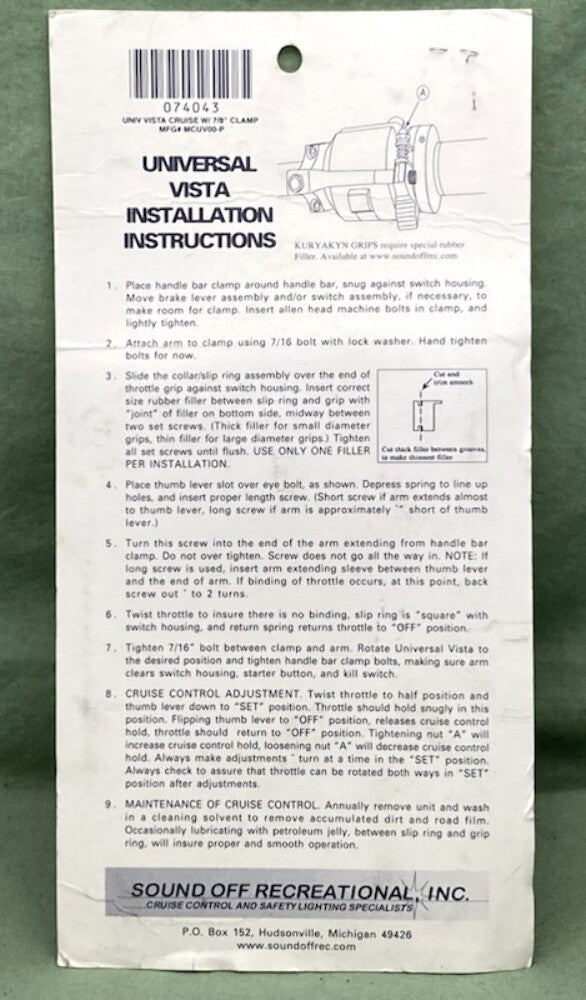 074043
UNIV VISTA CRUISE W/ 7/8" CLAMP
MFG# MCUV00-P
A
UNIVERSAL
VISTA
INSTALLATION
INSTRUCTIONS
KURYAKYN GRIPS require special rubber
Filler. Available at www.soundoffrec.com
1. Place handle bar clamp around handle bar, snug against switch housing.
Move brake lever assembly and/or switch assembly, if necessary, to
make room for clamp. Insert allen head machine bolts in clamp, and
lightly tighten.
2. Attach arm to clamp using 7/16 bolt with lock washer. Hand tighten
bolts for now.
3. Slide the collar/slip ring assembly over the end of
throttle grip against switch housing. Insert correct
size rubber filler between slip ring and grip with
"joint" of filler on bottom side, midway between
two set screws. (Thick filler for small diameter
grips, thin filler for large diameter grips.) Tighten
all set screws until flush. USE ONLY ONE FILLER
PER INSTALLATION.
Cut and
trim smooth
Cut thick filler between grooves,
to make thinnest filler
4. Place thumb lever slot over eye bolt, as shown. Depress spring to line up
holes, and insert proper length screw. (Short screw if arm extends almost
to thumb lever, long screw if arm is approximately " short of thumb
lever.)
5. Turn this screw into the end of the arm extending from handle bar
clamp. Do not over tighten. Screw does not go all the way in. NOTE: If
long screw is used, insert arm extending sleeve between thumb lever
and the end of arm. If binding of throttle occurs, at this point, back
screw out to 2 turns.
6. Twist throttle to insure there is no binding, slip ring is "square" with
switch housing, and return spring returns throttle to "OFF" position.
7. Tighten 7/16" bolt between clamp and arm. Rotate Universal Vista to
the desired position and tighten handle bar clamp bolts, making sure arm
clears switch housing, starter button, and kill switch.
8. CRUISE CONTROL ADJUSTMENT. Twist throttle to half position and
thumb lever down to "SET" position. Throttle should hold snugly in this
position. Flipping thumb lever to "OFF" position, releases cruise control
hold, throttle should return to "OFF" position. Tightening nut "A" will
increase cruise control hold, loosening nut "A" will decrease cruise control
hold. Always make adjustments turn at a time in the "SET" position.
Always check to assure that throttle can be rotated both ways in "SET"
position after adjustments.
9. MAINTENANCE OF CRUISE CONTROL. Annually remove unit and wash
in a cleaning solvent to remove accumulated dirt and road film.
Occasionally lubricating with petroleum jelly, between slip ring and grip
ring, will insure proper and smooth operation.
SOUND OFF RECREATIONAL, INC.
......CRUISE CONTROL AND SAFETY LIGHTING SPECIALISTS
P.O. Box 152, Hudsonville, Michigan 49426
www.soundoffrec.com